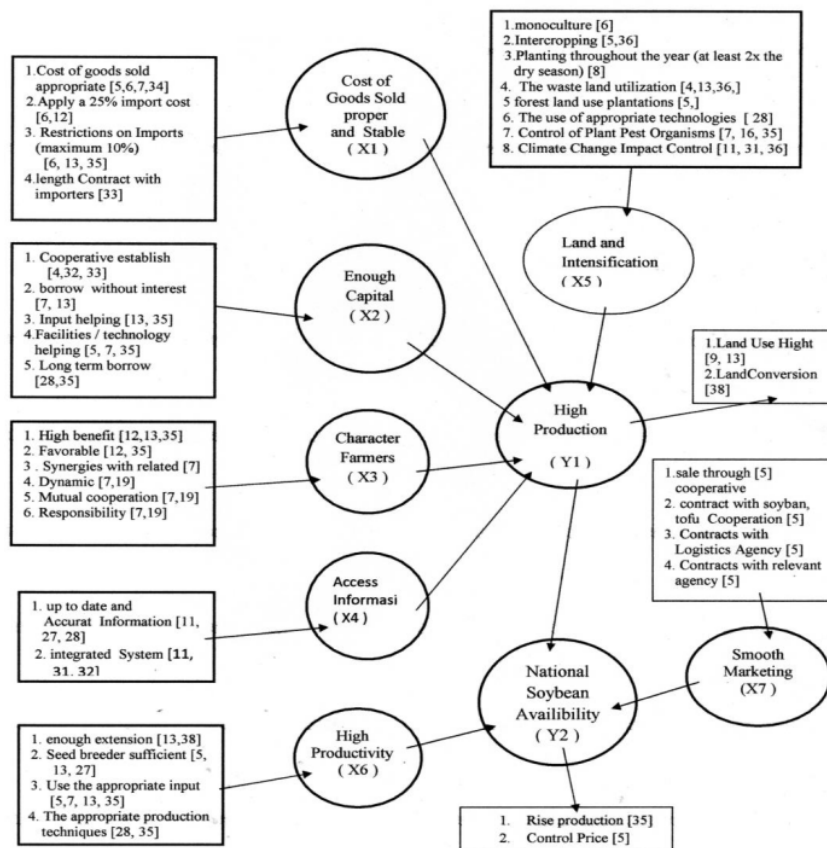 1.monoculture [6]
2.Intercropping [5,36]
3.Planting throughout the year (at least 2x the
dry season) [8]
4. The waste land utilization [4,13,36,]
5 forest land use plantations [5,]
6. The use of appropriate technologies [ 28]
7. Control of Plant Pest Organisms [7, 16, 35]
8. Climate Change Impact Control [11, 31, 36]
1.Cost of goods sold
appropriate [5,6,7,34]
2.Apply a 25% import cost
[6,12]
3. Restrictions on Imports
(maximum 10%)
[6, 13, 35]
4.length Contract with
importers [33]
Cost of
Goods Sold
proper
and Stable
( X1 )
Land and
Intensification
( X5 )
1. Cooperative establish
[4,32, 33]
2. borrow without interest
[7, 13]
3. Input helping [13, 35]
4.Facilities / technology
helping [5, 7, 35]
5. Long term borrow
[28,35]
Enough
Capital
( X2 )
1.Land Use Hight
[9, 13]
2.LandConversion
[38]
High
Production
( Y1 )
1. High benefit [12,13,35]
2. Favorable [12, 35]
3 . Synergies with related [7]
4. Dynamic [7,19]
5. Mutual cooperation [7,19]
6. Responsibility [7,19]
Character
Farmers
( X3 )
1.sale through [5]
cooperative
2. contract with soyban,
tofu Cooperation [5]
3. Contracts with
Logistics Agency [5]
4. Contracts with relevant
agency [5]
1. up to date and
Accurat Information [11,
27, 28]
2. integrated System [11,
31, 32]
Access
Informasi
( X4 )
National
Soybean
Availibility
( Y2 )
Smooth
Marketing
(X7 )
1. enough extension [13,38]
2. Seed breeder sufficient [5,
13, 27]
3. Use the appropriate input
[5,7, 13, 35]
4. The appropriate production
techniques [28, 35]
High
Productivity
( X6 )
1. Rise production [35]
2. Control Price [5]